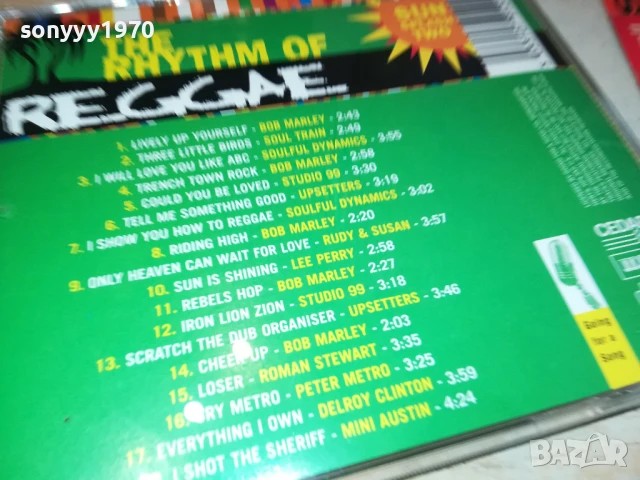 sonyyy1970
THE
RHYTHM OF
REGGAE
SUN
TWO
1. LIVELY UP YOURSELF - BOB MARLEY - 2:43
2. THREE LITTLE BIRDS - SOUL TRAIN - 2:49
3. I WILL LOVE YOU LIKE ABC - SOULFUL DYNAMICS - 3:55
4. TRENCH TOWN ROCK - BOB MARLEY - 2:58
5. COULD YOU BE LOVED - STUDIO 99 - 3:30
6. TELL ME SOMETHING GOOD - UPSETTERS - 3:19
7. I SHOW YOU HOW TO REGGAE - SOULFUL DYNAMICS - 3:02
8. RIDING HIGH - BOB MARLEY - 2:20
9. ONLY HEAVEN CAN WAIT FOR LOVE - RUDY & SUSAN - 3:57
10. SUN IS SHINING - LEE PERRY - 2:58
11. REBELS HOP - BOB MARLEY - 2:27
12. IRON LION ZION - STUDIO 99 - 3:18
13. SCRATCH THE DUB ORGANISER - UPSETTERS - 3:46
14. CHEER UP - BOB MARLEY - 2:03
15. LOSER - ROMAN STEWART - 3:35
16. CRY METRO - PETER METRO - 3:25
17. EVERYTHING I OWN - DELROY CLINTON - 3:59
I SHOT THE SHERIFF - MINI AUSTIN - 4:24
Going
for a
Song
BAZAR